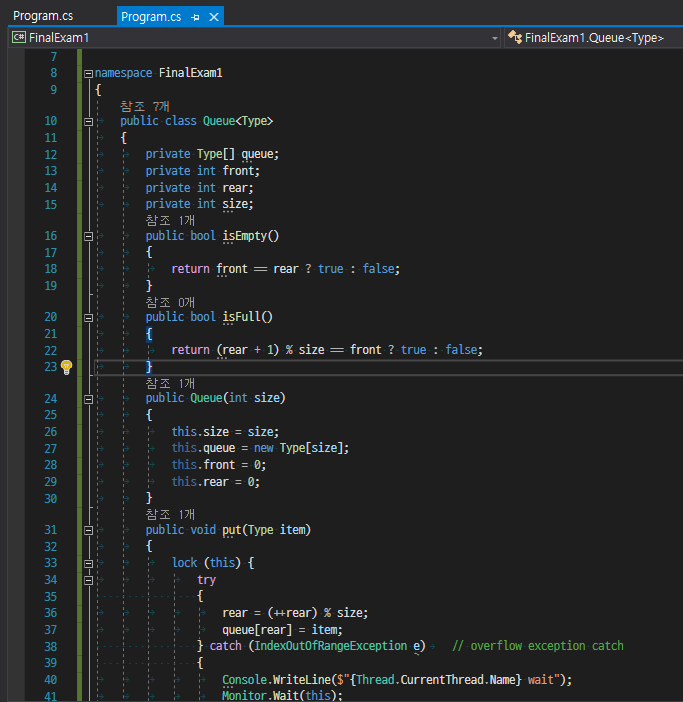 Program.cs Program.cs
C# FinalExam1 FinalExam1.Queue<Type>
7
8 namespace FinalExam1
9 {
참조 7개
10 public class Queue<Type>
11 {
12 private Type[] queue;
13 private int front;
14 private int rear;
15 private int size;
참조 1개
16 public bool isEmpty()
17 {
18 return front == rear ? true : false;
19 }
참조 0개
20 public bool isFull()
21 {
22 return (rear + 1) % size == front ? true : false;
23 }
참조 1개
24 public Queue(int size)
25 {
26 this.size = size;
27 this.queue = new Type[size];
28 this.front = 0;
29 this.rear = 0;
30 }
참조 1개
31 public void put(Type item)
32 {
33 lock (this) {
34 try
35 {
36 rear = (++rear) % size;
37 queue[rear] = item;
38 } catch (IndexOutOfRangeException e) // overflow exception catch
39 {
40 Console.WriteLine($"{Thread.CurrentThread.Name} wait");
41 Monitor.Wait(this);